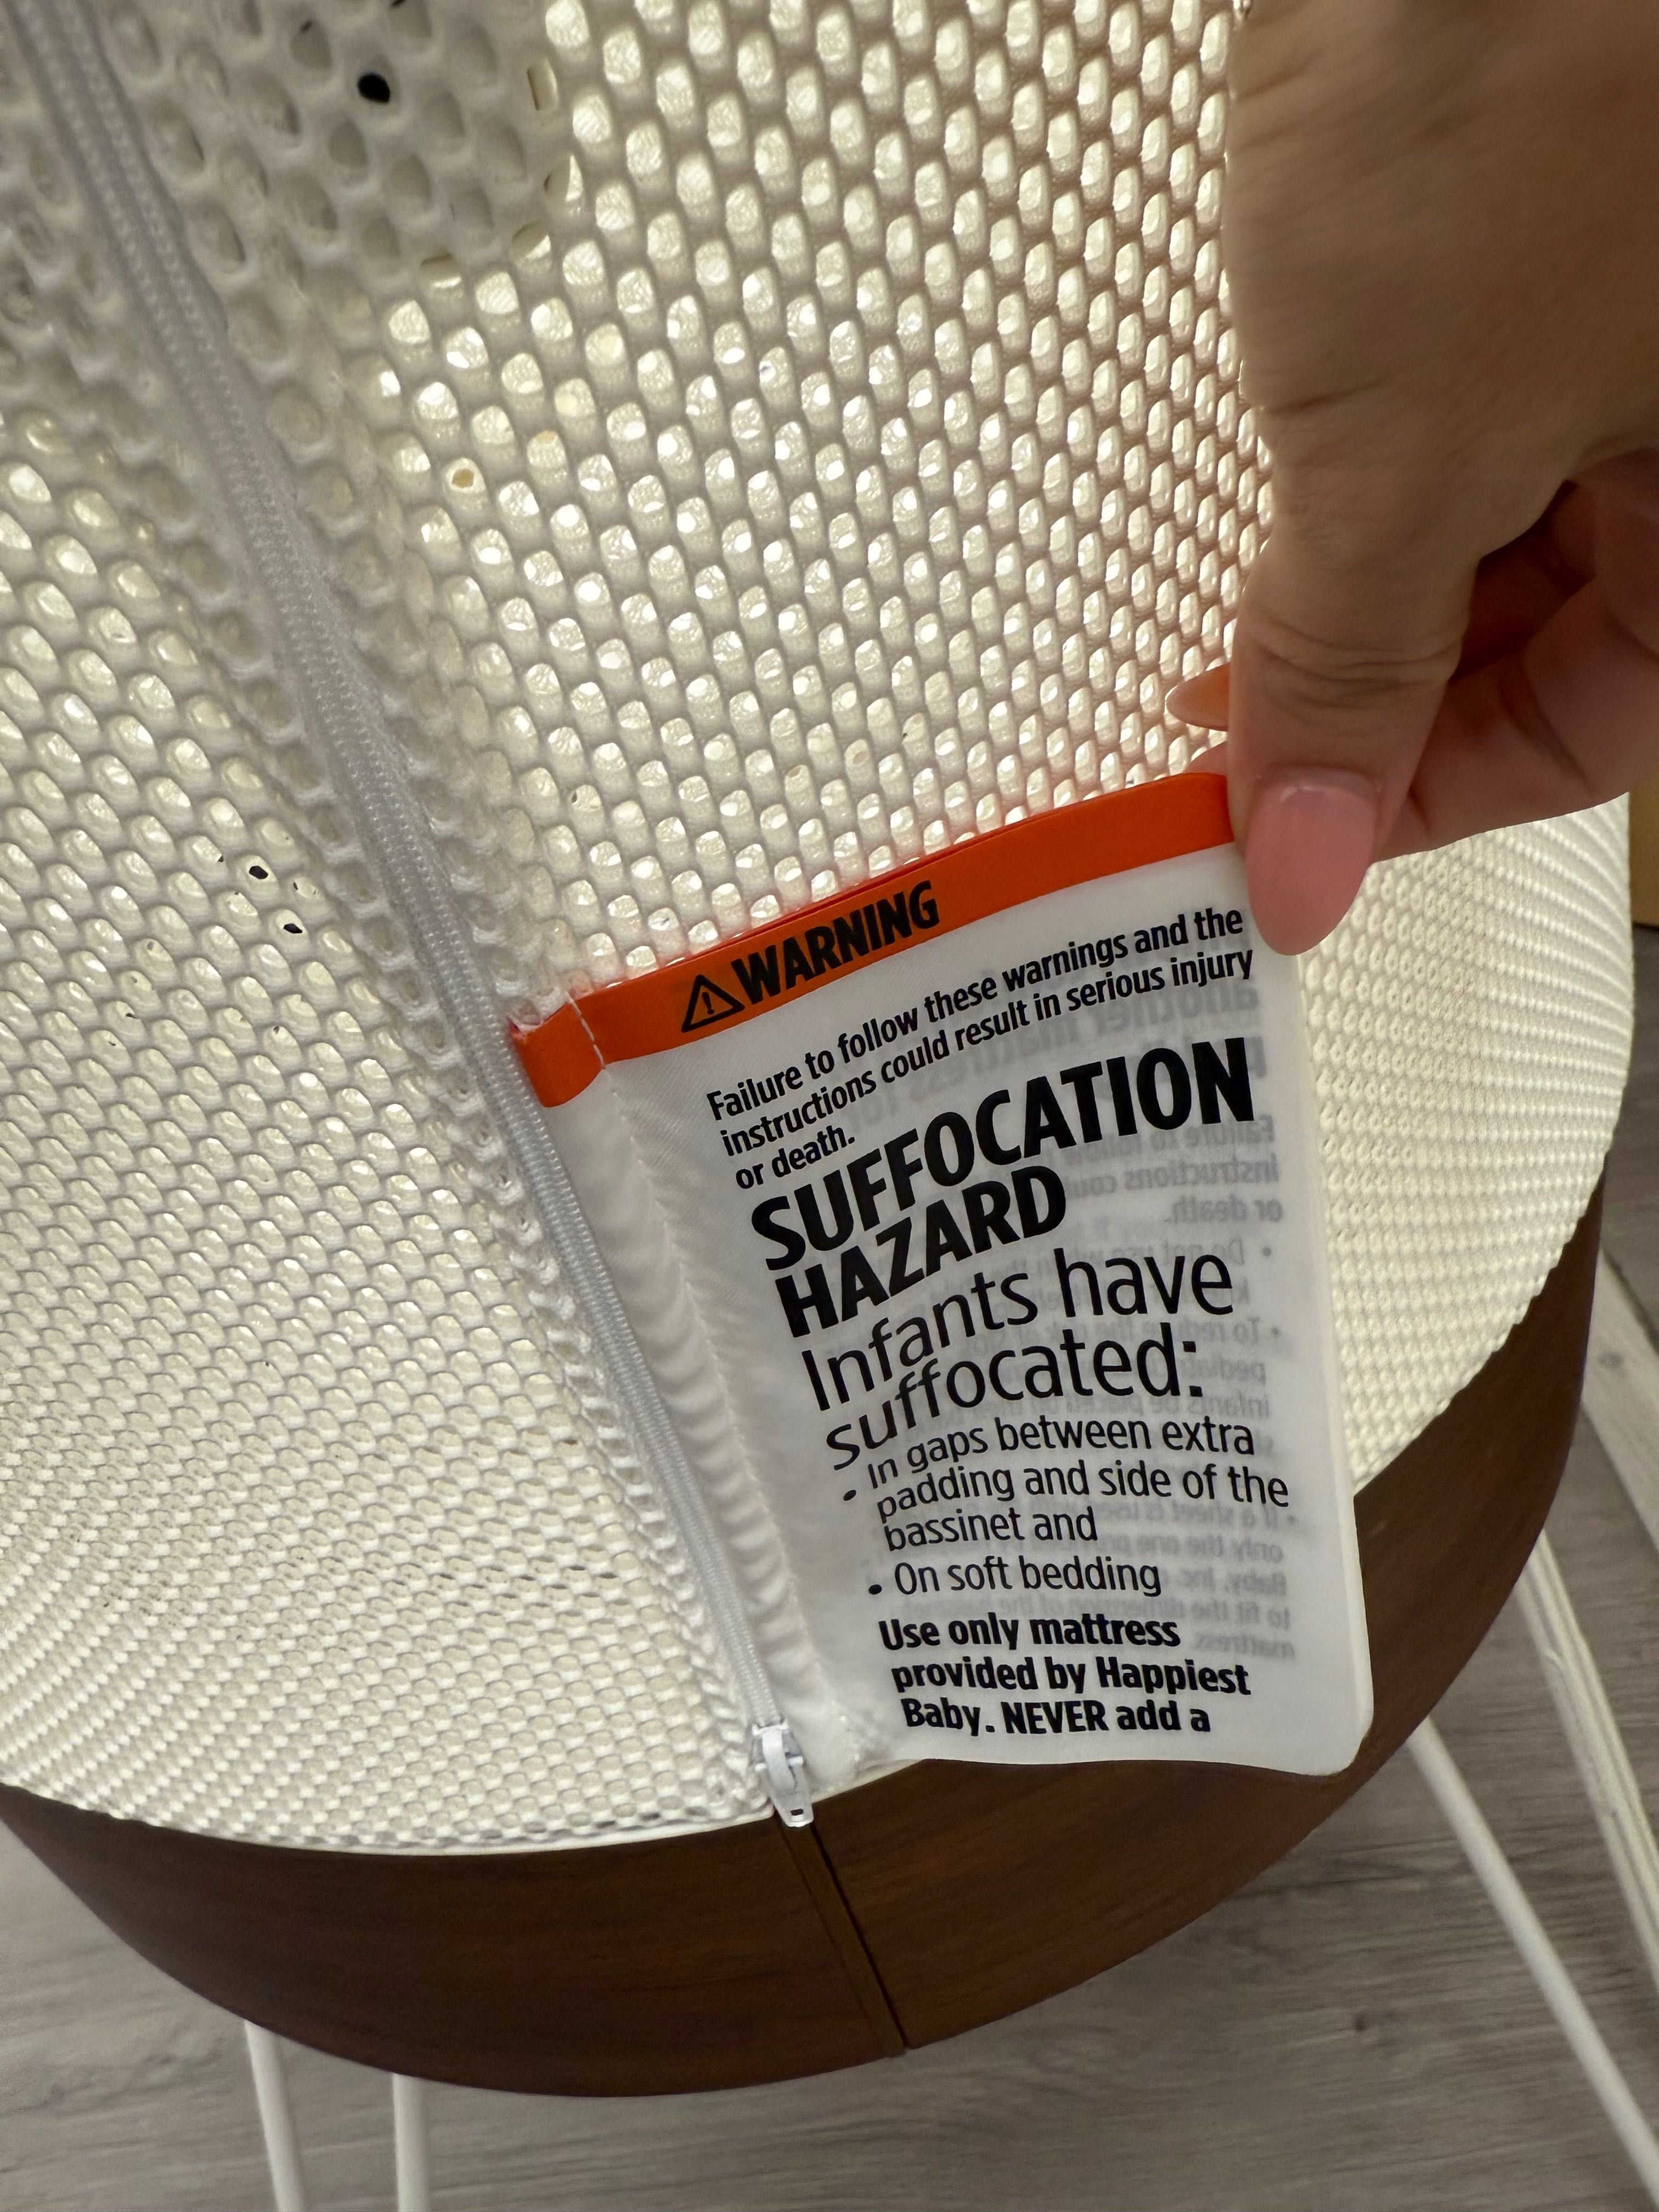 WARNING
Failure to follow these warnings and the
instructions could result in serious injury
or death.
SUFFOCATION
HAZARD
Infants have
suffocated:
• In gaps between extra
padding and side of the
bassinet and
• On soft bedding
Use only mattress
provided by Happiest
Baby. NEVER add a